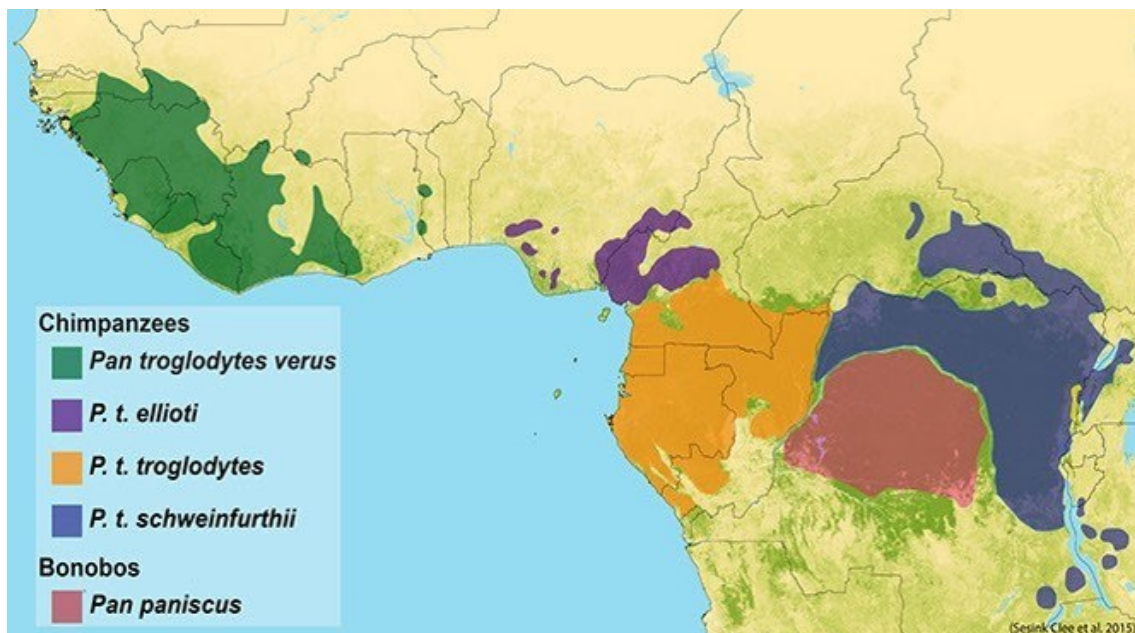 Chimpanzees
Pan troglodytes verus
P. t. ellioti
P. t. troglodytes
P. t. schweinfurthii
Bonobos
Pan paniscus
(Sesink Clee et al. 2015)